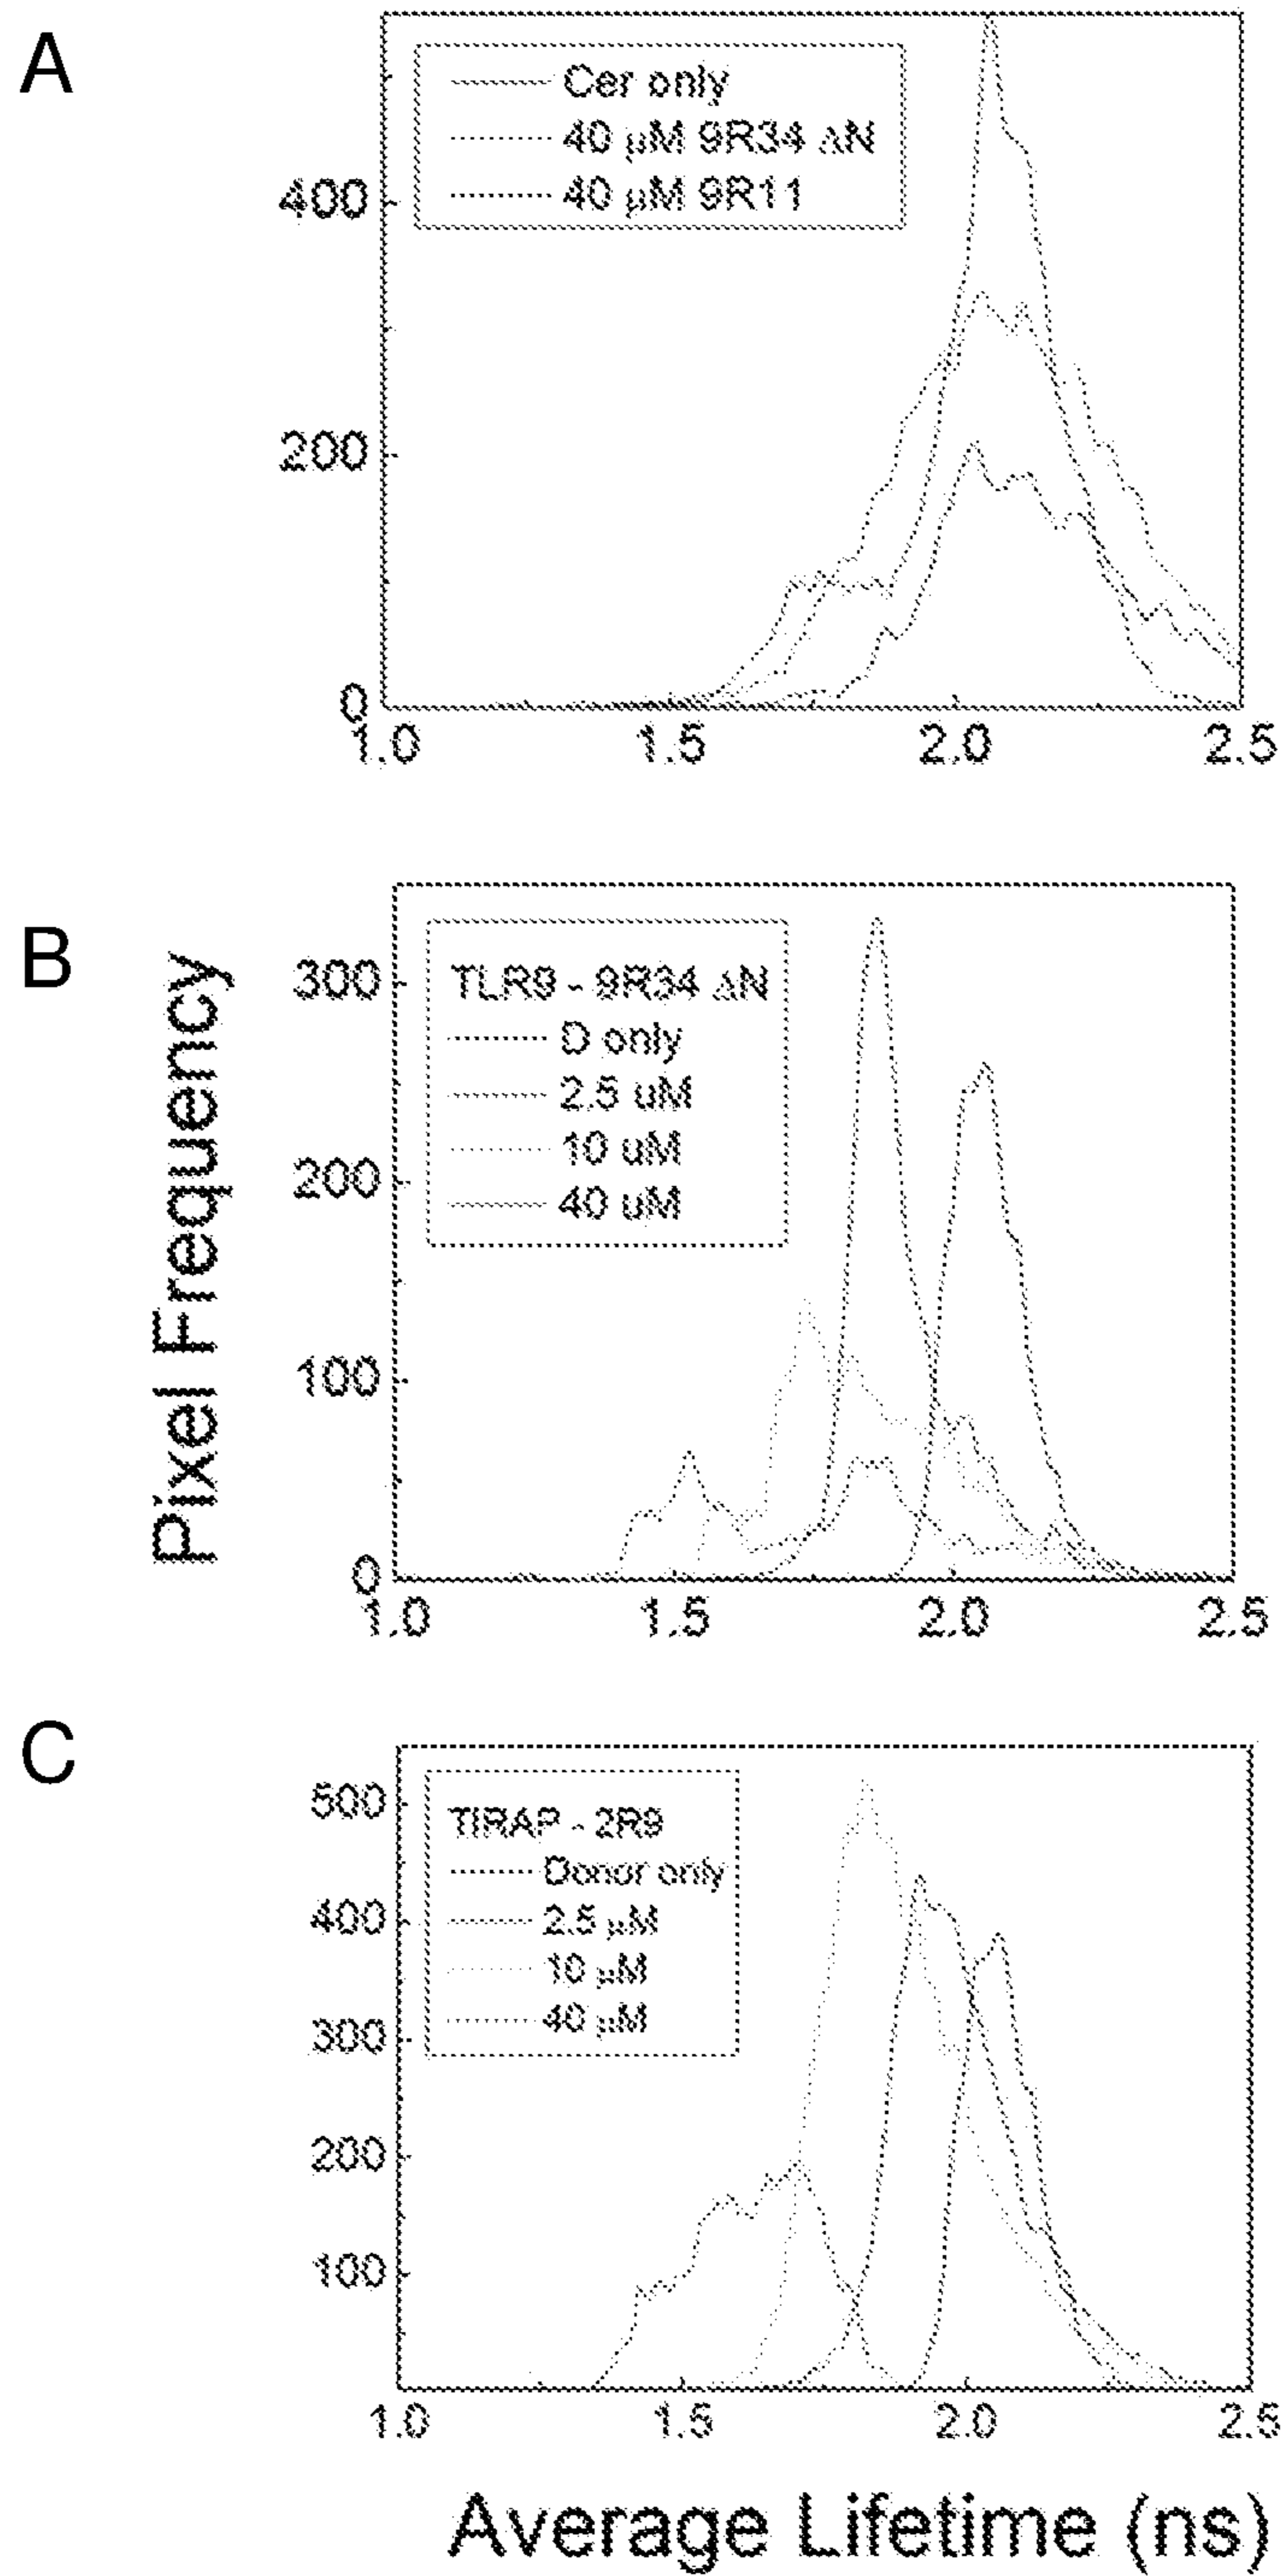 A
Cer only
40 μM 9R34 ΔN
40 μM 9R11
400
200
0
1.0 1.5 2.0 2.5
B
TLR9 - 9R34 ΔN
D only
2.5 uM
10 uM
40 uM
300
200
100
0
1.0 1.5 2.0 2.5
Pixel Frequency
C
TIRAP - 2R9
Donor only
2.5 μM
10 μM
40 μM
500
400
300
200
100
1.0 1.5 2.0 2.5
Average Lifetime (ns)